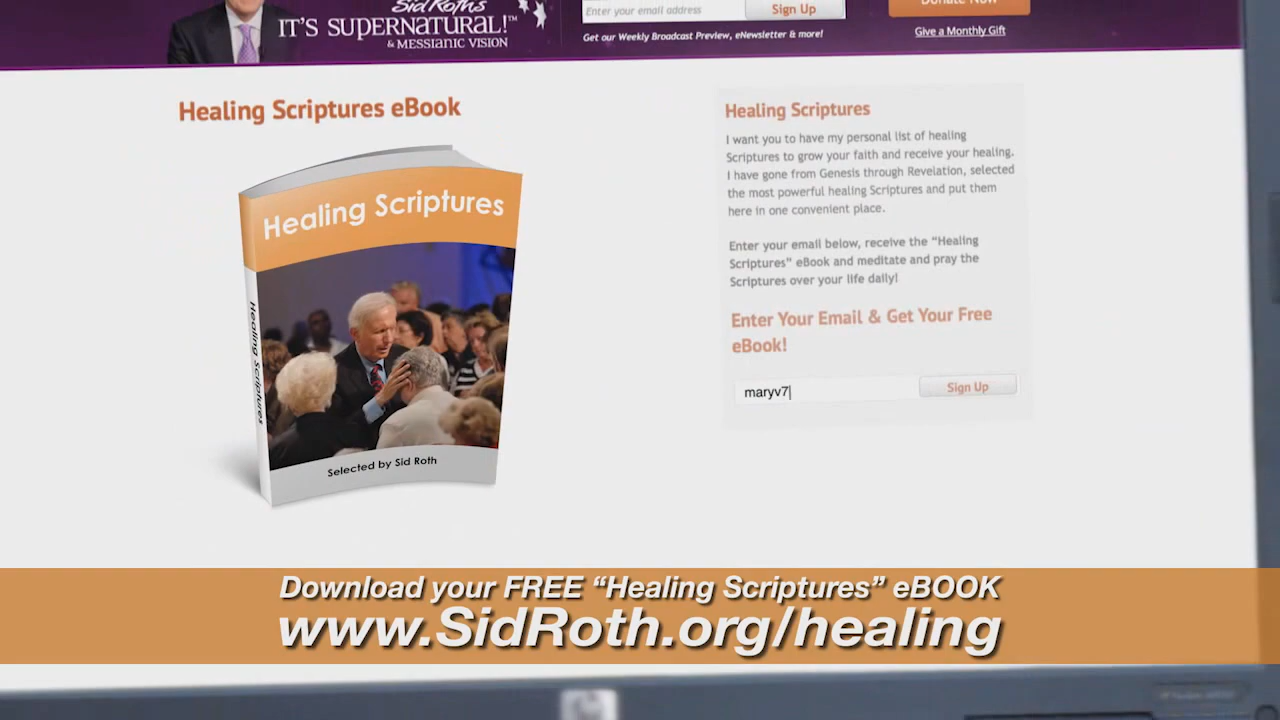 Sid Roth's
IT'S SUPERNATURAL!™
& MESSIANIC VISION
Enter your email address
Sign Up
Donate Now
Get our Weekly Broadcast Preview, eNewsletter & more!
Give a Monthly Gift
Healing Scriptures eBook
Healing Scriptures
Healing Scriptures
Selected by Sid Roth
Healing Scriptures
I want you to have my personal list of healing
Scriptures to grow your faith and receive your healing.
I have gone from Genesis through Revelation, selected
the most powerful healing Scriptures and put them
here in one convenient place.
Enter your email below, receive the “Healing
Scriptures” eBook and meditate and pray the
Scriptures over your life daily!
Enter Your Email & Get Your Free
eBook!
maryv7
Sign Up
Download your FREE “Healing Scriptures” eBOOK
www.SidRoth.org/healing